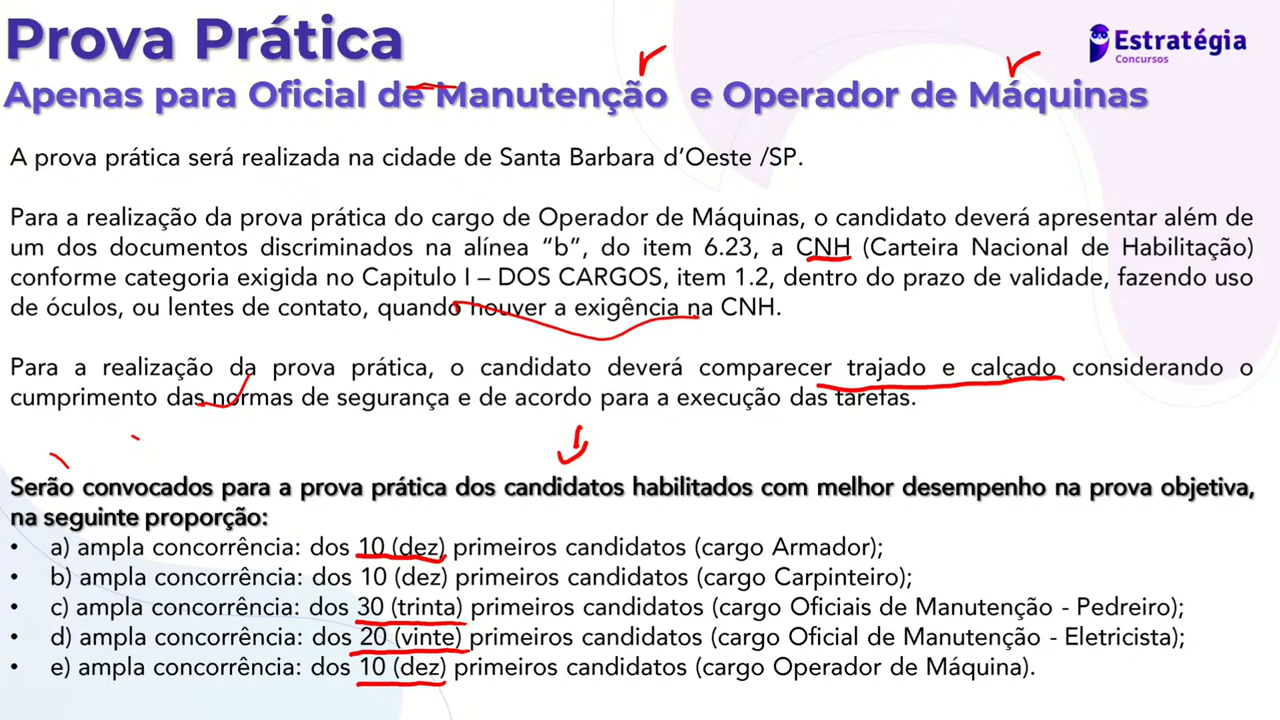 Prova Prática
Estratégia
Concursos
Apenas para Oficial de Manutenção e Operador de Máquinas
A prova prática será realizada na cidade de Santa Barbara d’Oeste /SP.
Para a realização da prova prática do cargo de Operador de Máquinas, o candidato deverá apresentar além de
um dos documentos discriminados na alínea “b”, do item 6.23, a CNH (Carteira Nacional de Habilitação)
conforme categoria exigida no Capitulo I – DOS CARGOS, item 1.2, dentro do prazo de validade, fazendo uso
de óculos, ou lentes de contato, quando houver a exigência na CNH.
Para a realização da prova prática, o candidato deverá comparecer trajado e calçado considerando o
cumprimento das normas de segurança e de acordo para a execução das tarefas.
Serão convocados para a prova prática dos candidatos habilitados com melhor desempenho na prova objetiva,
na seguinte proporção:
• a) ampla concorrência: dos 10 (dez) primeiros candidatos (cargo Armador);
• b) ampla concorrência: dos 10 (dez) primeiros candidatos (cargo Carpinteiro);
• c) ampla concorrência: dos 30 (trinta) primeiros candidatos (cargo Oficiais de Manutenção - Pedreiro);
• d) ampla concorrência: dos 20 (vinte) primeiros candidatos (cargo Oficial de Manutenção - Eletricista);
• e) ampla concorrência: dos 10 (dez) primeiros candidatos (cargo Operador de Máquina).